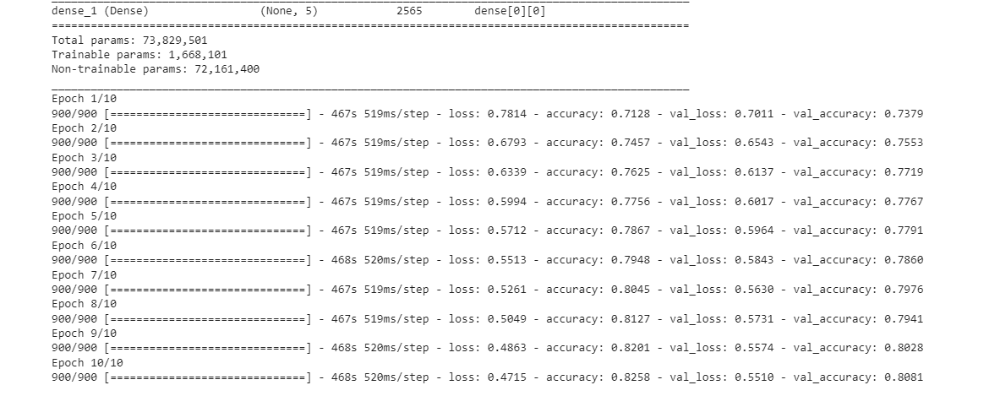 dense_1 (Dense) (None, 5) 2565 dense[0][0]
==================================================================================================
Total params: 73,829,501
Trainable params: 1,668,101
Non-trainable params: 72,161,400
__________________________________________________________________________________________________
Epoch 1/10
900/900 [==============================] - 467s 519ms/step - loss: 0.7814 - accuracy: 0.7128 - val_loss: 0.7011 - val_accuracy: 0.7379
Epoch 2/10
900/900 [==============================] - 467s 519ms/step - loss: 0.6793 - accuracy: 0.7457 - val_loss: 0.6543 - val_accuracy: 0.7553
Epoch 3/10
900/900 [==============================] - 467s 519ms/step - loss: 0.6339 - accuracy: 0.7625 - val_loss: 0.6137 - val_accuracy: 0.7719
Epoch 4/10
900/900 [==============================] - 467s 519ms/step - loss: 0.5994 - accuracy: 0.7756 - val_loss: 0.6017 - val_accuracy: 0.7767
Epoch 5/10
900/900 [==============================] - 467s 519ms/step - loss: 0.5712 - accuracy: 0.7867 - val_loss: 0.5964 - val_accuracy: 0.7791
Epoch 6/10
900/900 [==============================] - 468s 520ms/step - loss: 0.5513 - accuracy: 0.7948 - val_loss: 0.5843 - val_accuracy: 0.7860
Epoch 7/10
900/900 [==============================] - 467s 519ms/step - loss: 0.5261 - accuracy: 0.8045 - val_loss: 0.5630 - val_accuracy: 0.7976
Epoch 8/10
900/900 [==============================] - 467s 519ms/step - loss: 0.5049 - accuracy: 0.8127 - val_loss: 0.5731 - val_accuracy: 0.7941
Epoch 9/10
900/900 [==============================] - 468s 520ms/step - loss: 0.4863 - accuracy: 0.8201 - val_loss: 0.5574 - val_accuracy: 0.8028
Epoch 10/10
900/900 [==============================] - 468s 520ms/step - loss: 0.4715 - accuracy: 0.8258 - val_loss: 0.5510 - val_accuracy: 0.8081